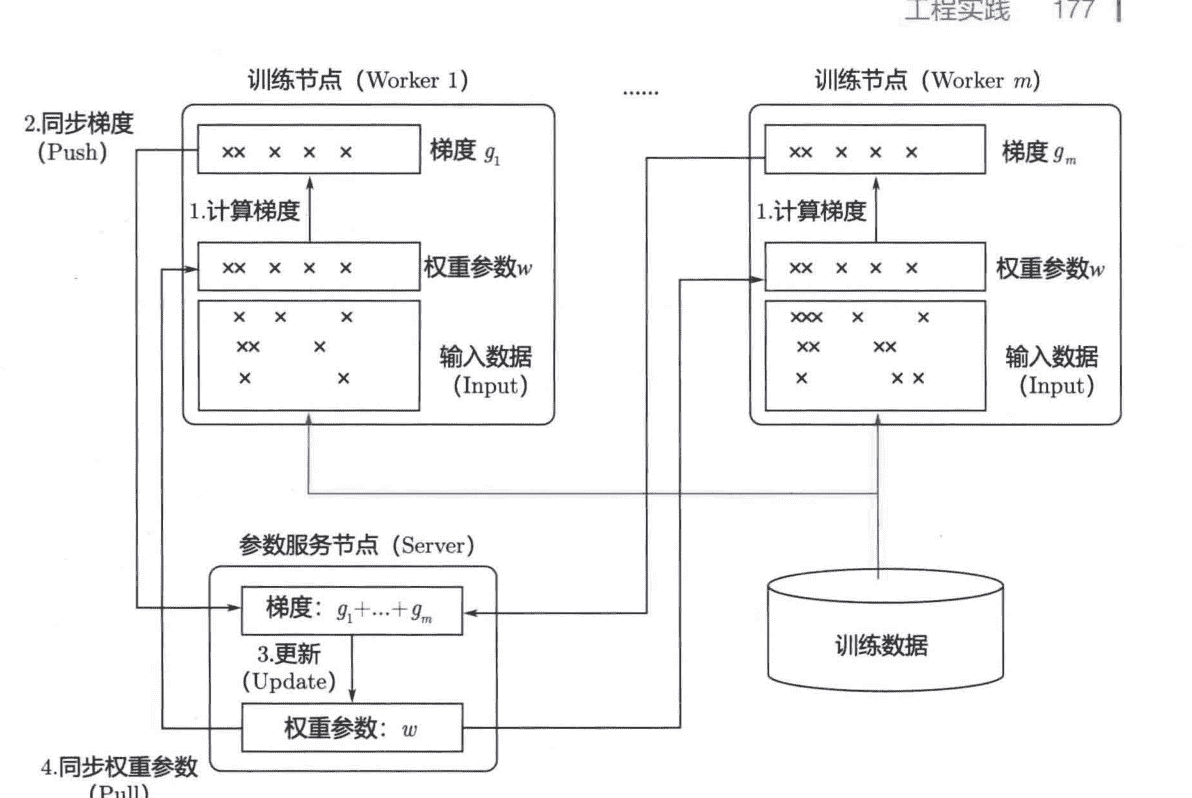 工程实践 177
训练节点（Worker 1）
......
训练节点（Worker m）
2.同步梯度
（Push）
×× × × ×
梯度 g₁
×× × × ×
梯度 gₘ
1.计算梯度
1.计算梯度
×× × × ×
权重参数w
×× × × ×
权重参数w
× × ×
×× ×
× ×
输入数据
（Input）
××× × ×
×× ××
× × ×
输入数据
（Input）
参数服务节点（Server）
梯度：g₁+...+gₘ
3.更新
（Update）
权重参数：w
训练数据
4.同步权重参数
（Pull）